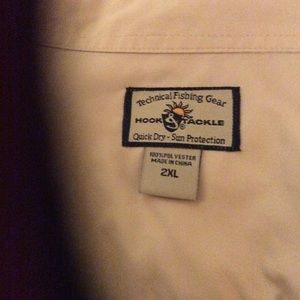 Technical Fishing Gear
HOOK & TACKLE
Quick Dry - Sun Protection
100% POLYESTER
MADE IN CHINA
2XL